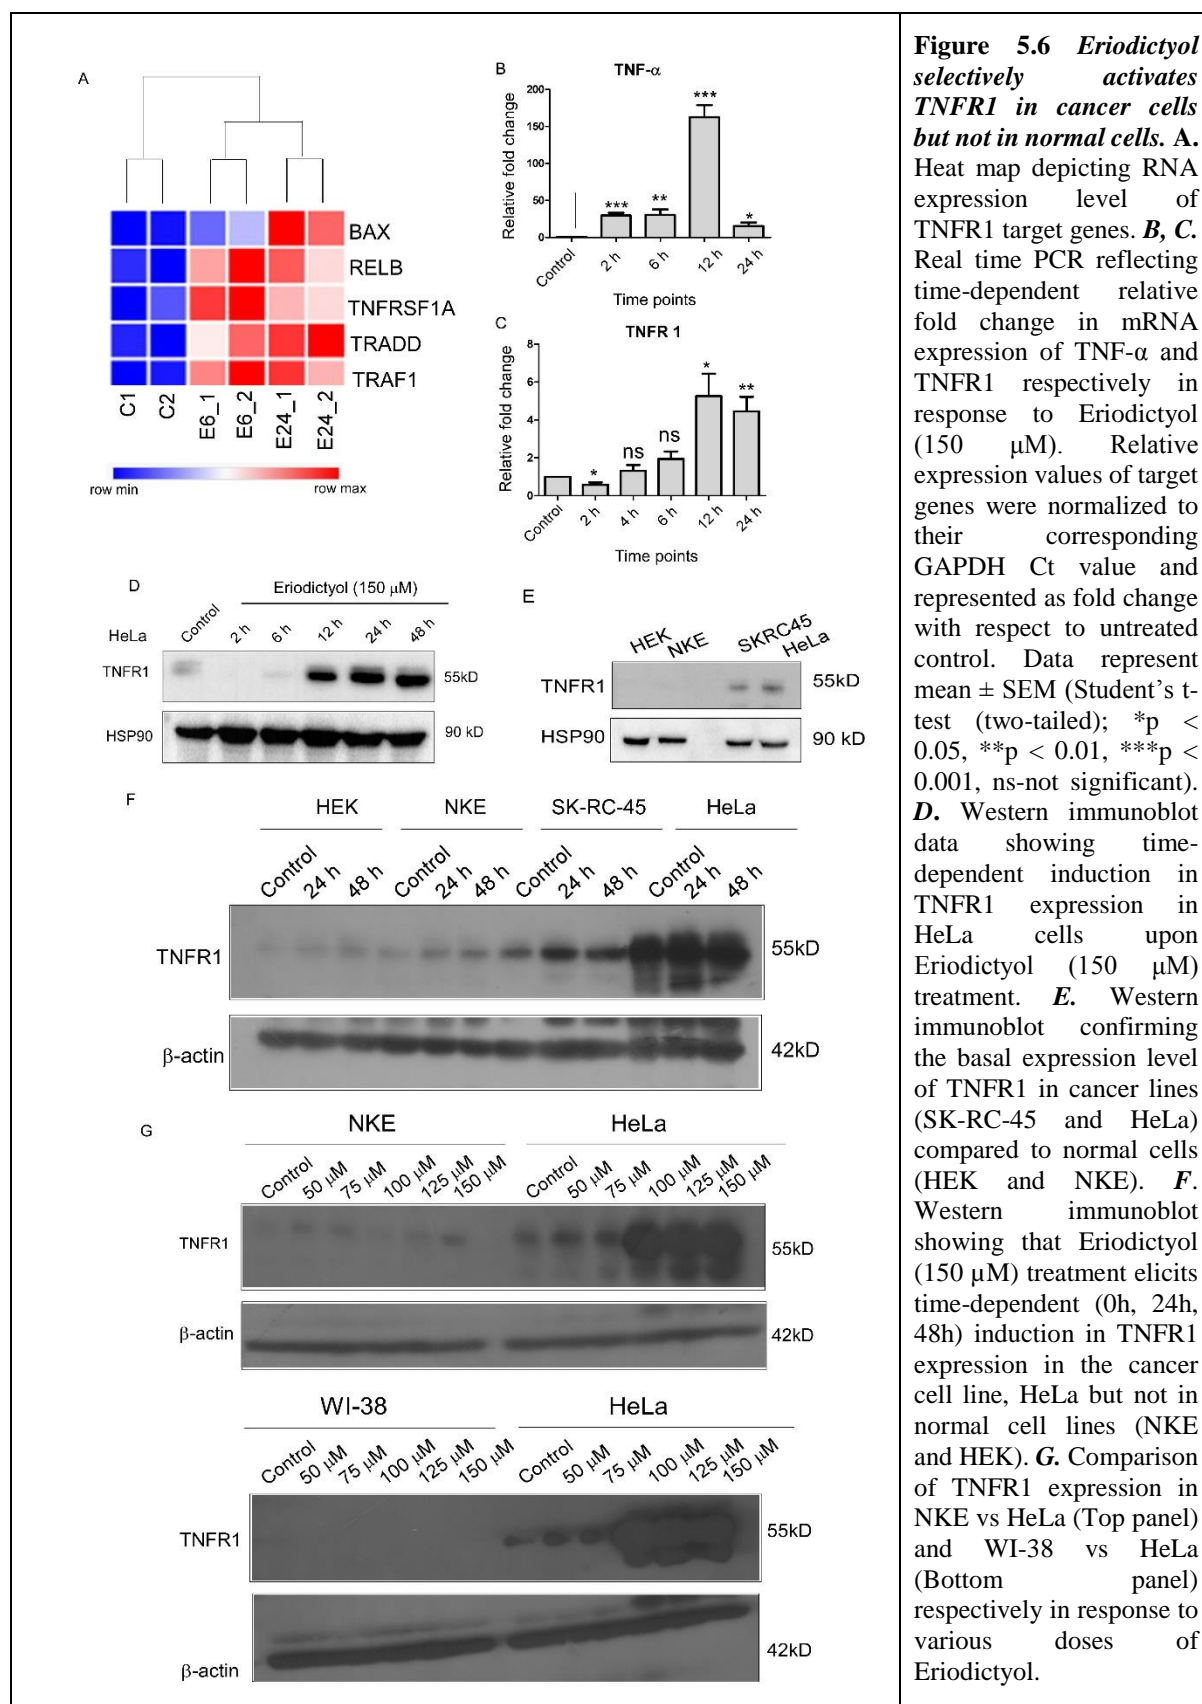 A
BAX
RELB
TNFRSF1A
TRADD
TRAF1
C1
C2
E6_1
E6_2
E24_1
E24_2
row min
row max
B
TNF-α
Relative fold change
200
150
100
50
0
***
**
***
*
Control
2 h
6 h
12 h
24 h
Time points
C
TNFR 1
Relative fold change
8
6
4
2
0
*
ns
ns
*
**
Control
2 h
4 h
6 h
12 h
24 h
Time points
D
Eriodictyol (150 μM)
HeLa
Control
2 h
6 h
12 h
24 h
48 h
TNFR1
55kD
HSP90
90 kD
E
HEK
NKE
SKRC45
HeLa
TNFR1
55kD
HSP90
90 kD
F
HEK
NKE
SK-RC-45
HeLa
Control
24 h
48 h
Control
24 h
48 h
Control
24 h
48 h
Control
24 h
48 h
TNFR1
55kD
β-actin
42kD
G
NKE
HeLa
Control
50 μM
75 μM
100 μM
125 μM
150 μM
Control
50 μM
75 μM
100 μM
125 μM
150 μM
TNFR1
55kD
β-actin
42kD
WI-38
HeLa
Control
50 μM
75 μM
100 μM
125 μM
150 μM
Control
50 μM
75 μM
100 μM
125 μM
150 μM
TNFR1
55kD
β-actin
42kD
Figure 5.6 Eriodictyol
selectively activates
TNFR1 in cancer cells
but not in normal cells. A.
Heat map depicting RNA
expression level of
TNFR1 target genes. B, C.
Real time PCR reflecting
time-dependent relative
fold change in mRNA
expression of TNF-α and
TNFR1 respectively in
response to Eriodictyol
(150 μM). Relative
expression values of target
genes were normalized to
their corresponding
GAPDH Ct value and
represented as fold change
with respect to untreated
control. Data represent
mean ± SEM (Student's t-
test (two-tailed); *p <
0.05, **p < 0.01, ***p <
0.001, ns-not significant).
D. Western immunoblot
data showing time-
dependent induction in
TNFR1 expression in
HeLa cells upon
Eriodictyol (150 μM)
treatment. E. Western
immunoblot confirming
the basal expression level
of TNFR1 in cancer lines
(SK-RC-45 and HeLa)
compared to normal cells
(HEK and NKE). F.
Western immunoblot
showing that Eriodictyol
(150 µM) treatment elicits
time-dependent (0h, 24h,
48h) induction in TNFR1
expression in the cancer
cell line, HeLa but not in
normal cell lines (NKE
and HEK). G. Comparison
of TNFR1 expression in
NKE vs HeLa (Top panel)
and WI-38 vs HeLa
(Bottom panel)
respectively in response to
various doses of
Eriodictyol.